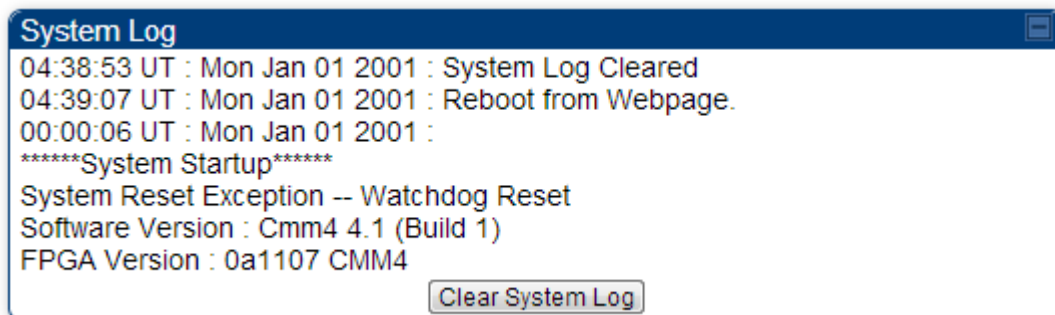 System Log
04:38:53 UT : Mon Jan 01 2001 : System Log Cleared
04:39:07 UT : Mon Jan 01 2001 : Reboot from Webpage.
00:00:06 UT : Mon Jan 01 2001 :
******System Startup******
System Reset Exception -- Watchdog Reset
Software Version : Cmm4 4.1 (Build 1)
FPGA Version : 0a1107 CMM4
Clear System Log